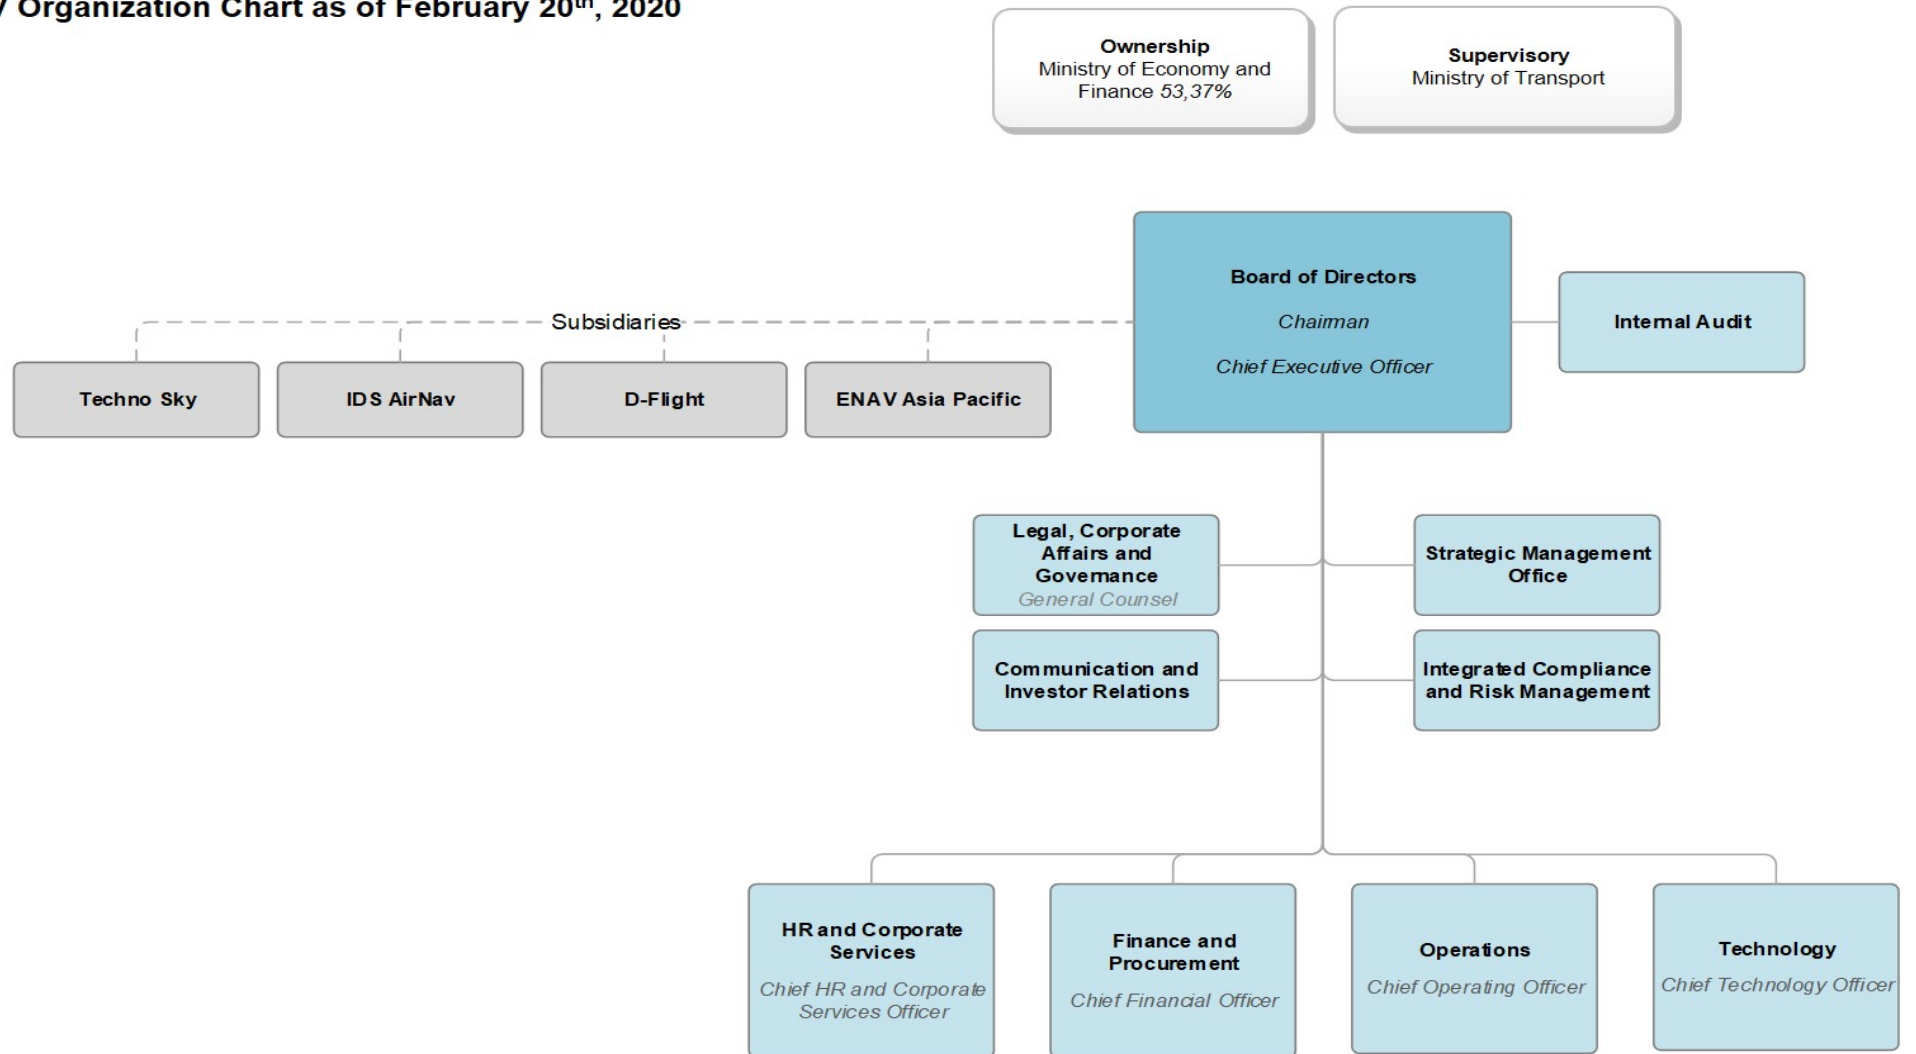 Organization Chart as of February 20th, 2020
Ownership
Ministry of Economy and
Finance 53,37%
Supervisory
Ministry of Transport
Board of Directors
Chairman
Chief Executive Officer
Internal Audit
Subsidiaries
Techno Sky
IDS AirNav
D-Flight
ENAV Asia Pacific
Legal, Corporate
Affairs and
Governance
General Counsel
Strategic Management
Office
Communication and
Investor Relations
Integrated Compliance
and Risk Management
HR and Corporate
Services
Chief HR and Corporate
Services Officer
Finance and
Procurement
Chief Financial Officer
Operations
Chief Operating Officer
Technology
Chief Technology Officer